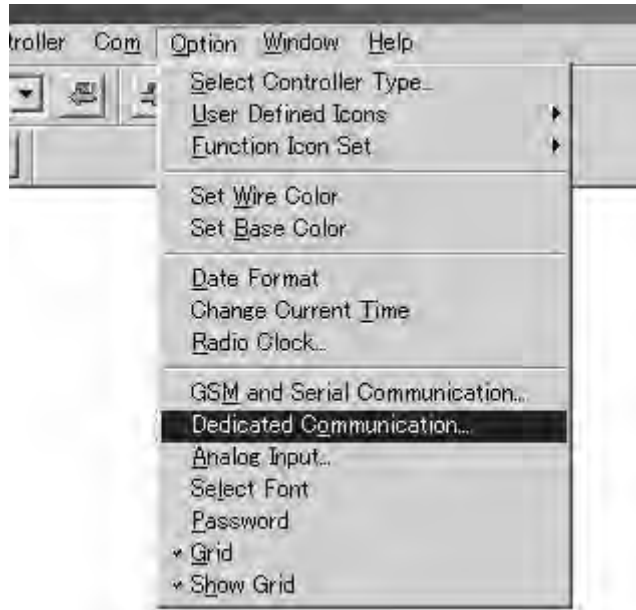 troller Com Option Window Help
Select Controller Type...
User Defined Icons
Function Icon Set
Set Wire Color
Set Base Color
Date Format
Change Current Time
Radio Clock...
GSM and Serial Communication...
Dedicated Communication...
Analog Input...
Select Font
Password
Grid
Show Grid